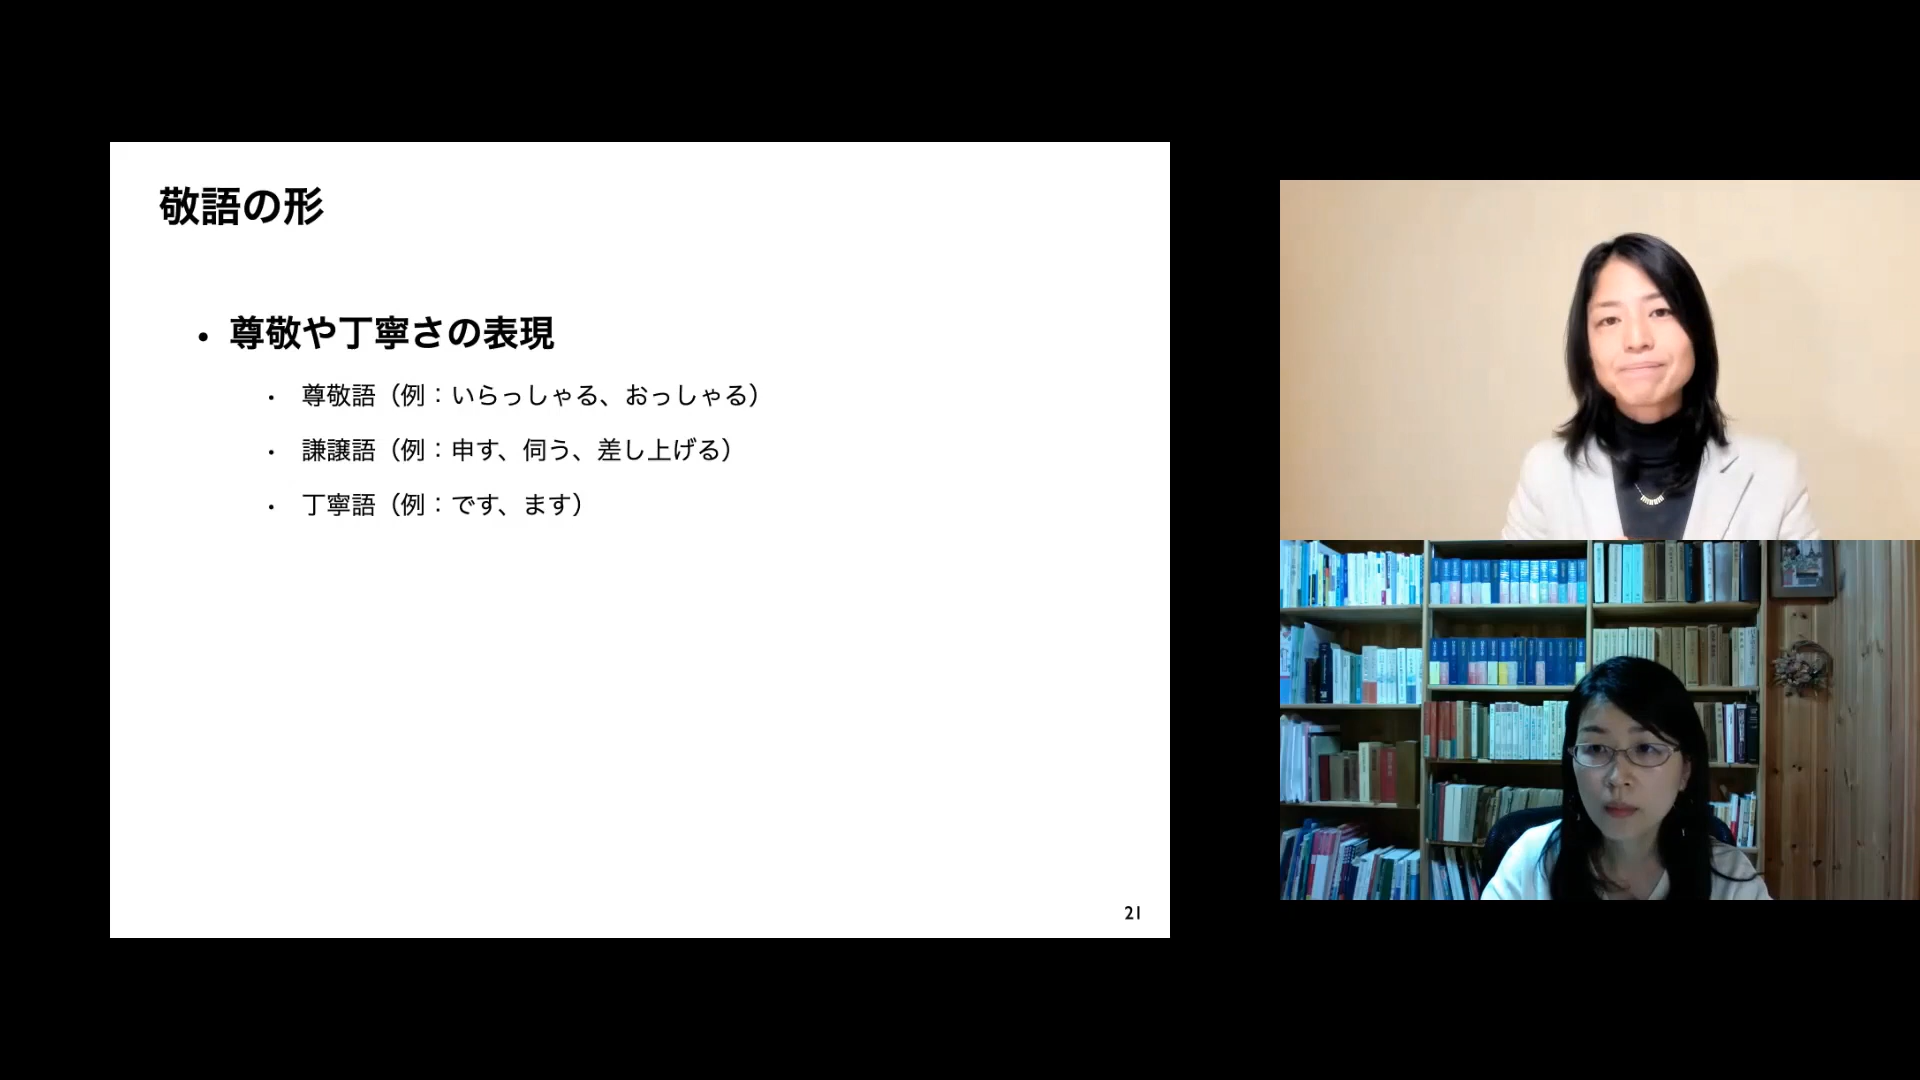 敬語の形
• 尊敬や丁寧さの表現
• 尊敬語（例：いらっしゃる、おっしゃる）
• 謙譲語（例：申す、伺う、差し上げる）
• 丁寧語（例：です、ます）
21